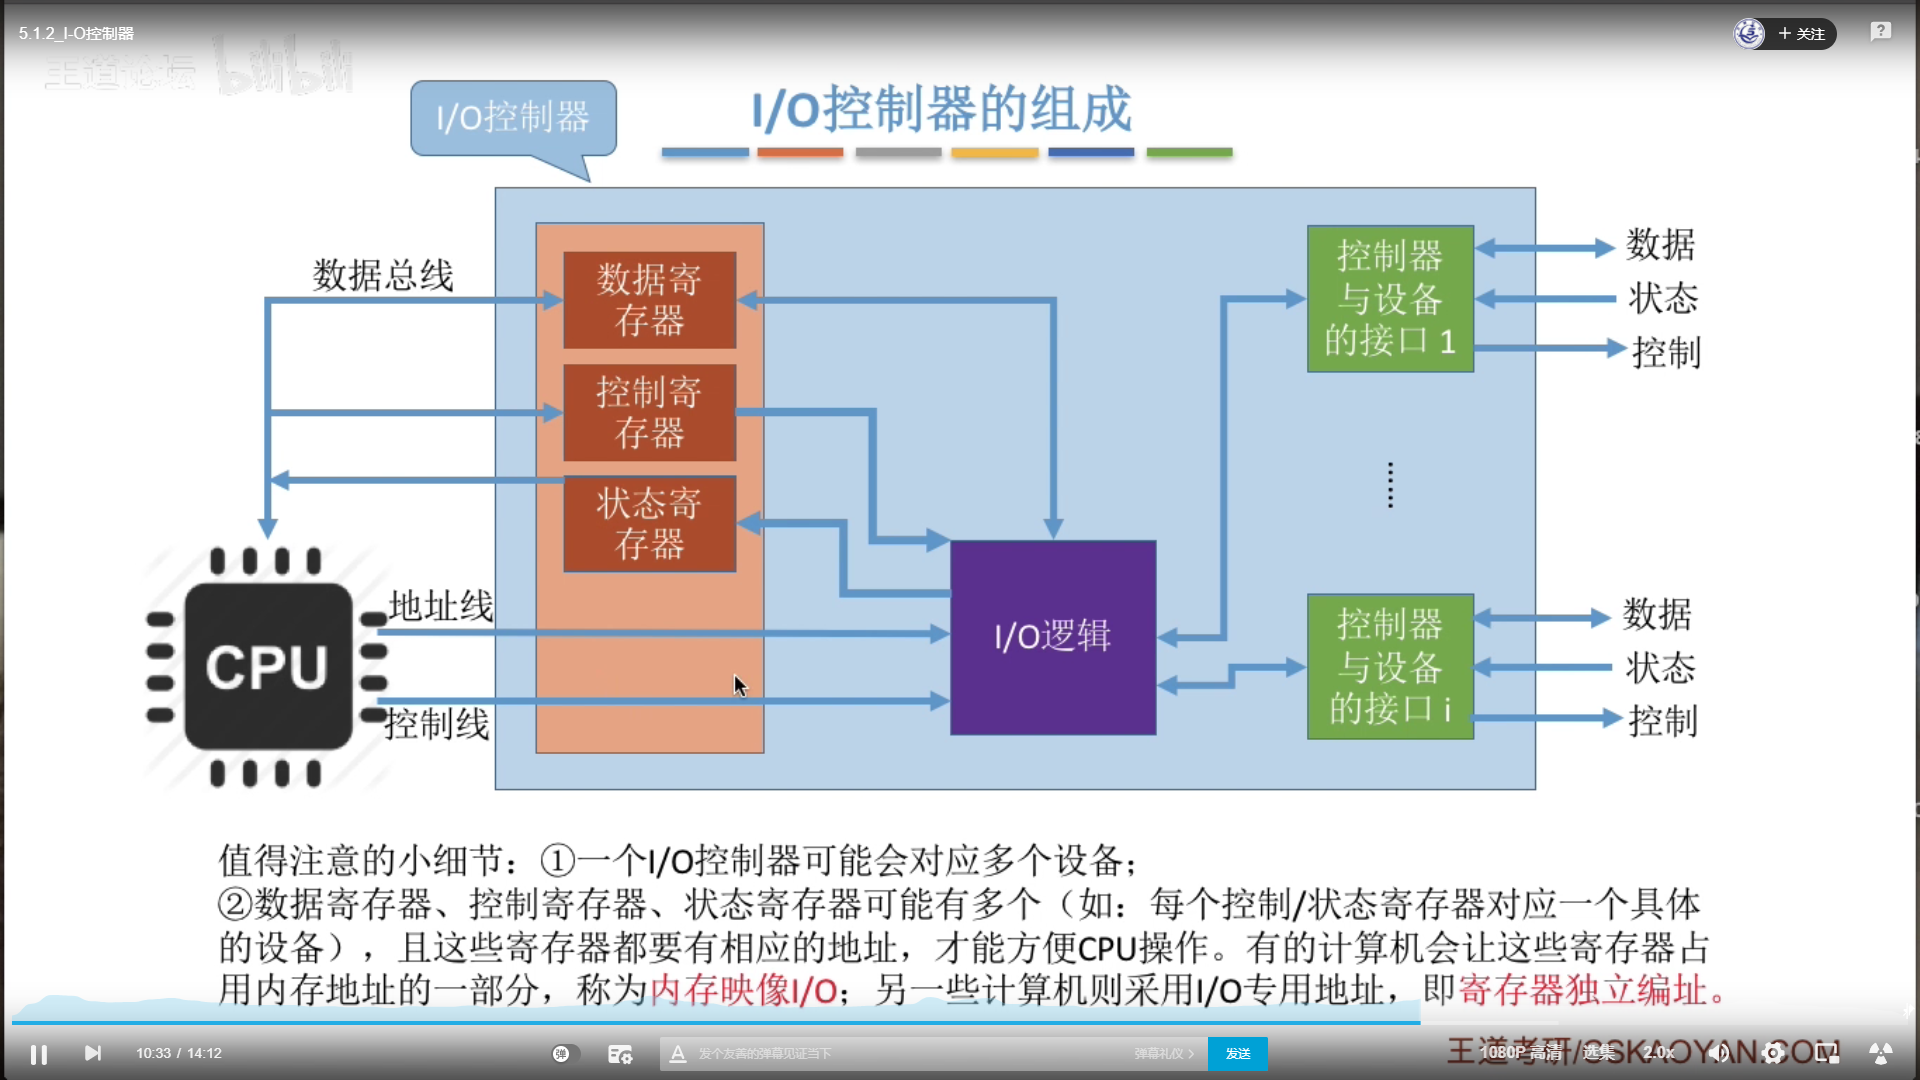 5.1.2_I-O控制器
+ 关注
王道论坛 bilibili
I/O控制器
I/O控制器的组成
数据总线
数据寄
存器
控制寄
存器
状态寄
存器
地址线
控制线
CPU
I/O逻辑
控制器
与设备
的接口 1
数据
状态
控制
控制器
与设备
的接口 i
数据
状态
控制
值得注意的小细节：①一个I/O控制器可能会对应多个设备；
②数据寄存器、控制寄存器、状态寄存器可能有多个（如：每个控制/状态寄存器对应一个具体
的设备），且这些寄存器都要有相应的地址，才能方便CPU操作。有的计算机会让这些寄存器占
用内存地址的一部分，称为内存映像I/O；另一些计算机则采用I/O专用地址，即寄存器独立编址。
10:33 / 14:12
弹
发个友善的弹幕见证当下
弹幕礼仪
发送
王道考研/CSKAOYAN.COM
1080P 高清
选集
2.0x